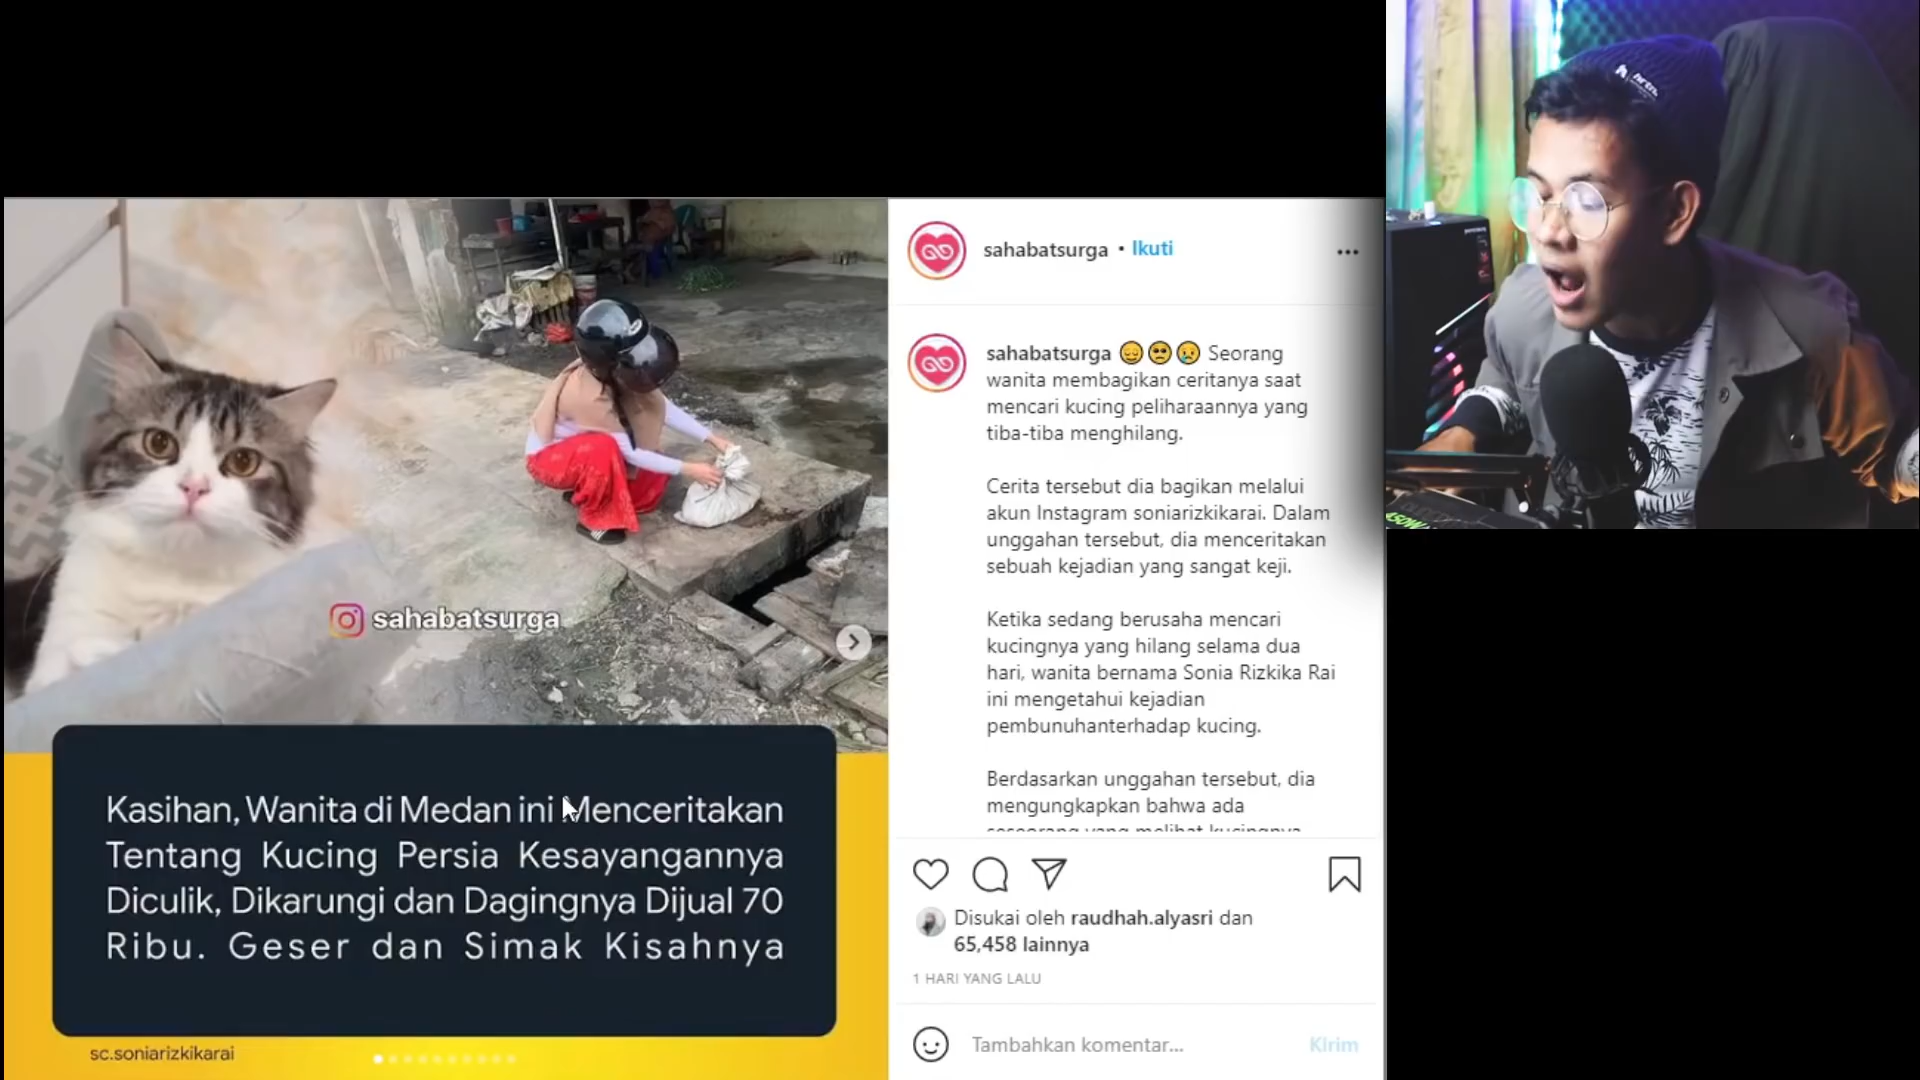 sahabatsurga
Kasihan, Wanita di Medan ini Menceritakan
Tentang Kucing Persia Kesayangannya
Diculik, Dikarungi dan Dagingnya Dijual 70
Ribu. Geser dan Simak Kisahnya
sc.soniarizkikarai
sahabatsurga • Ikuti
sahabatsurga 😌🥺😢 Seorang
wanita membagikan ceritanya saat
mencari kucing peliharaannya yang
tiba-tiba menghilang.
Cerita tersebut dia bagikan melalui
akun Instagram soniarizkikarai. Dalam
unggahan tersebut, dia menceritakan
sebuah kejadian yang sangat keji.
Ketika sedang berusaha mencari
kucingnya yang hilang selama dua
hari, wanita bernama Sonia Rizkika Rai
ini mengetahui kejadian
pembunuhanterhadap kucing.
Berdasarkan unggahan tersebut, dia
mengungkapkan bahwa ada
seseorang yang melihat kucingnya
Disukai oleh raudhah.alyasri dan
65,458 lainnya
1 HARI YANG LALU
Tambahkan komentar...
Kirim